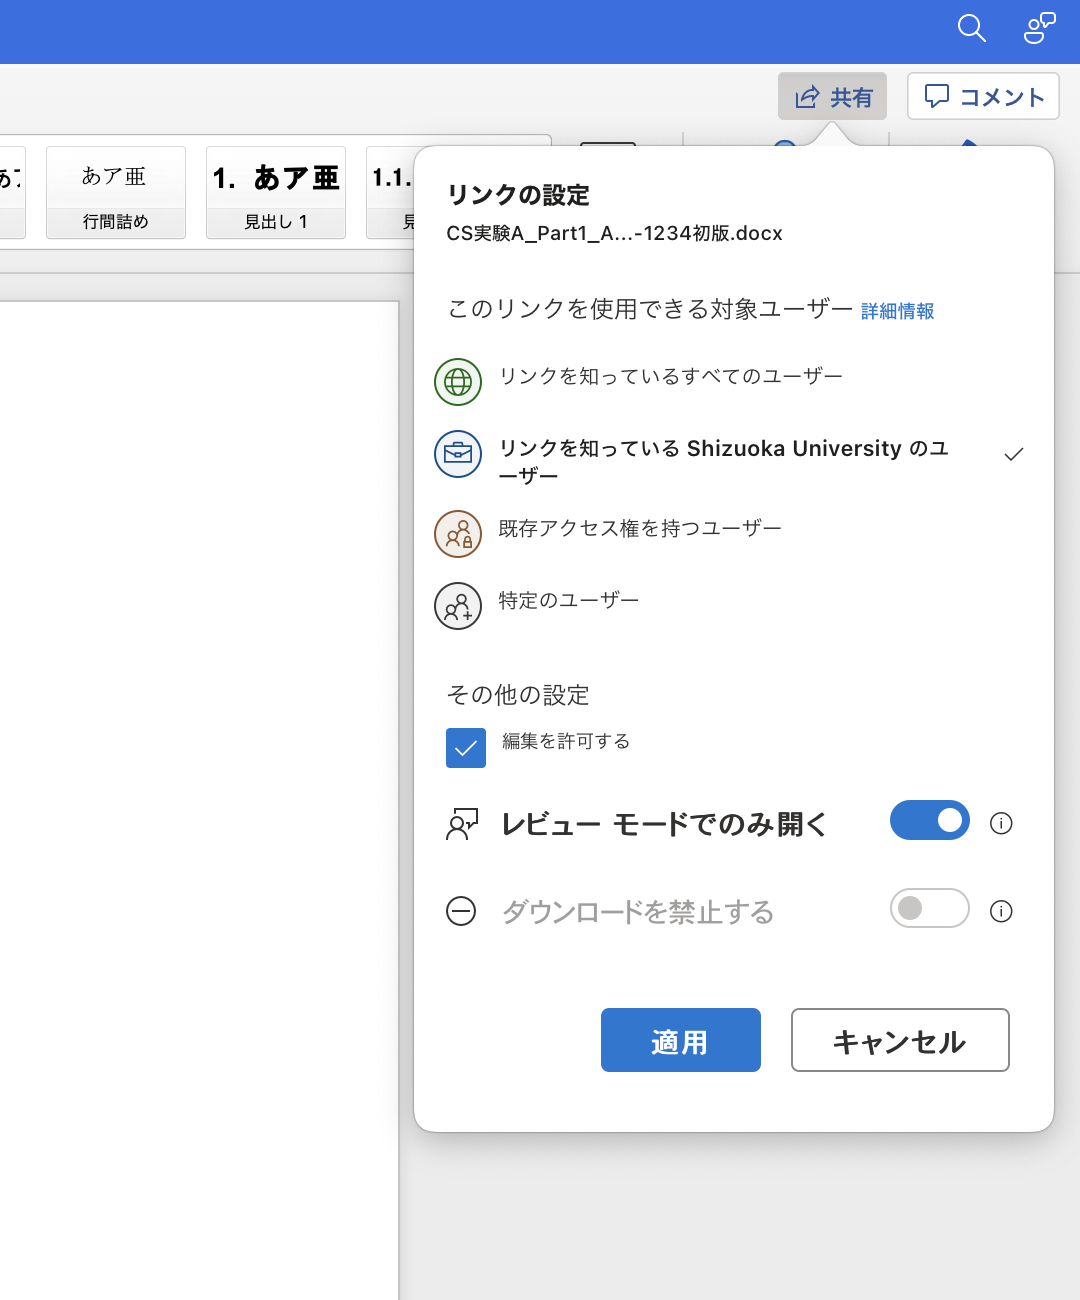 共有
コメント
あア亜
行間詰め
1. あア亜
見出し 1
1.1.
見
リンクの設定
CS実験A_Part1_A...-1234初版.docx
このリンクを使用できる対象ユーザー 詳細情報
リンクを知っているすべてのユーザー
リンクを知っている Shizuoka University のユ
ーザー
既存アクセス権を持つユーザー
特定のユーザー
その他の設定
編集を許可する
レビュー モードでのみ開く
ダウンロードを禁止する
適用
キャンセル